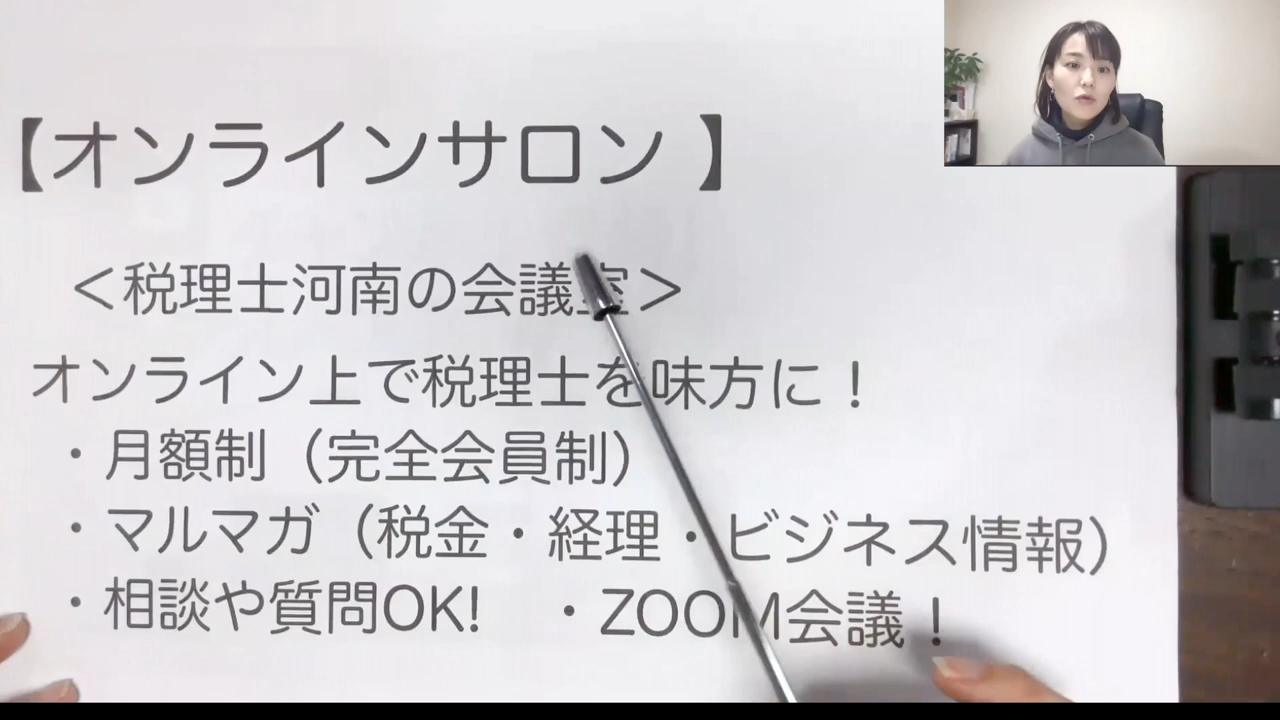 【オンラインサロン】
＜税理士河南の会議室＞
オンライン上で税理士を味方に！
・月額制（完全会員制）
・マルマガ（税金・経理・ビジネス情報）
・相談や質問OK!　・ZOOM会議！